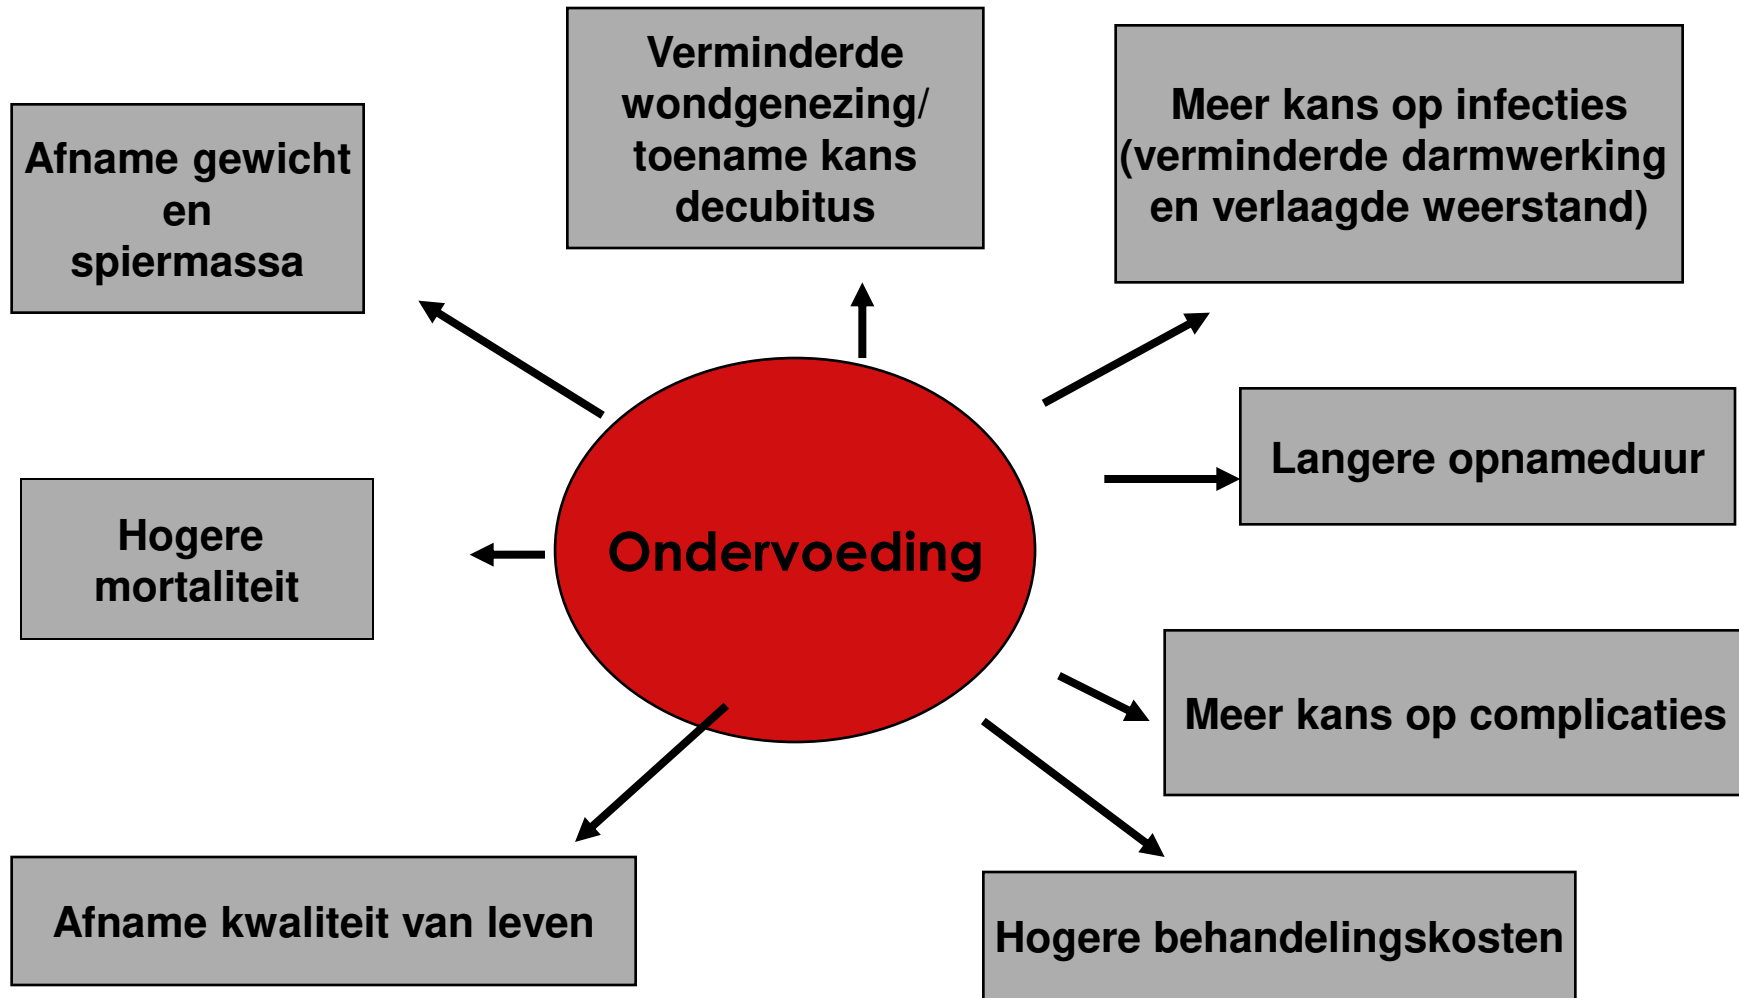 Verminderde
wondgenezing/
toename kans
decubitus
Meer kans op infecties
(verminderde darmwerking
en verlaagde weerstand)
Afname gewicht
en
spiermassa
Langere opnameduur
Hogere
mortaliteit
Ondervoeding
Meer kans op complicaties
Afname kwaliteit van leven
Hogere behandelingskosten